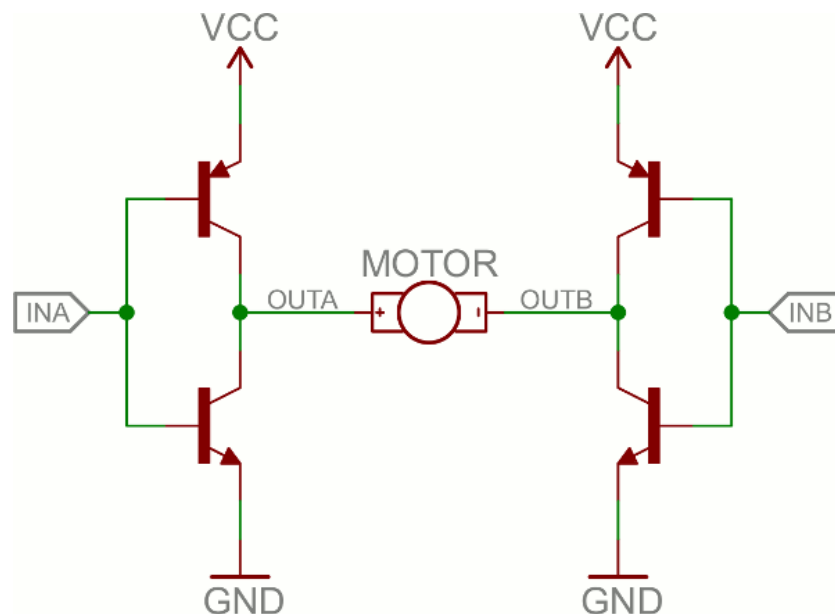 VCC
VCC
MOTOR
INA
OUTA
+
-
OUTB
INB
GND
GND